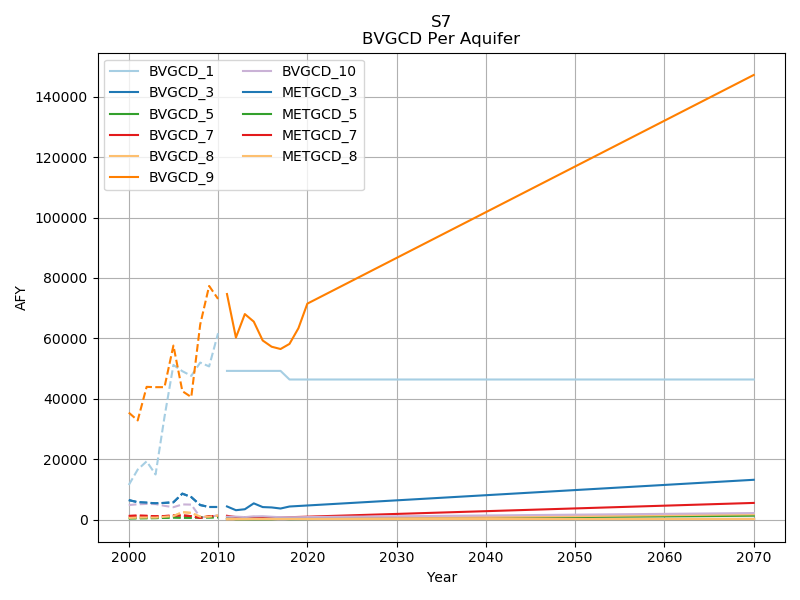 S7
BVGCD Per Aquifer
BVGCD_1
BVGCD_3
BVGCD_5
BVGCD_7
BVGCD_8
BVGCD_9
BVGCD_10
METGCD_3
METGCD_5
METGCD_7
METGCD_8
140000
120000
100000
80000
60000
40000
20000
0
AFY
2000 2010 2020 2030 2040 2050 2060 2070
Year